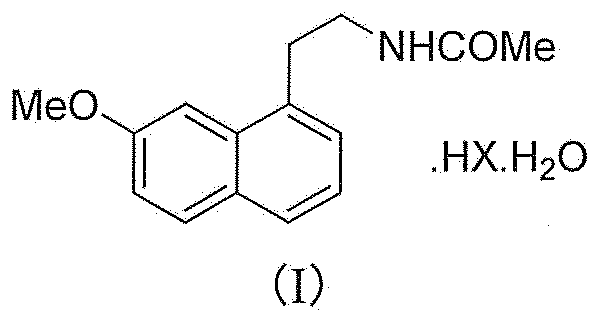 NHCOMe
MeO
.HX.H₂O
(I)